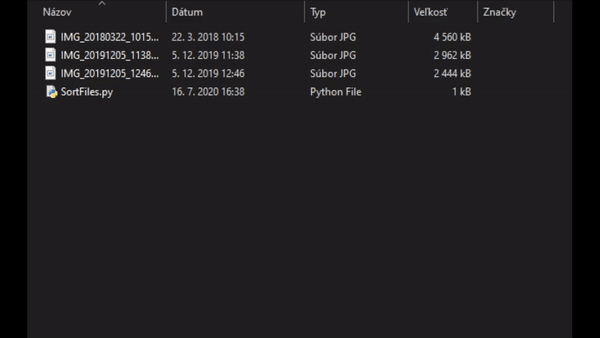 Názov Dátum Typ Veľkosť Značky
IMG_20180322_1015... 22. 3. 2018 10:15 Súbor JPG 4 560 kB
IMG_20191205_1138... 5. 12. 2019 11:38 Súbor JPG 2 962 kB
IMG_20191205_1246... 5. 12. 2019 12:46 Súbor JPG 2 444 kB
SortFiles.py 16. 7. 2020 16:38 Python File 1 kB